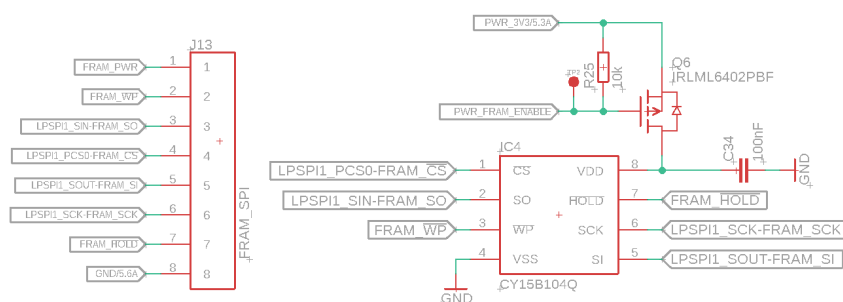 J13
FRAM_PWR 1 1
FRAM_WP 2 2
LPSPI1_SIN-FRAM_SO 3 3
LPSPI1_PCS0-FRAM_CS 4 4
LPSPI1_SOUT-FRAM_SI 5 5
LPSPI1_SCK-FRAM_SCK 6 6
FRAM_HOLD 7 7
GND/5.6A 8 8
FRAM_SPI
PWR_3V3/5.3A
R25
10k
TP2
Q6
IRLML6402PBF
PWR_FRAM_ENABLE
IC4
LPSPI1_PCS0-FRAM_CS 1 CS VDD 8
LPSPI1_SIN-FRAM_SO 2 SO HOLD 7 FRAM_HOLD
FRAM_WP 3 WP SCK 6 LPSPI1_SCK-FRAM_SCK
4 VSS SI 5 LPSPI1_SOUT-FRAM_SI
CY15B104Q
GND
C34
100nF
GND